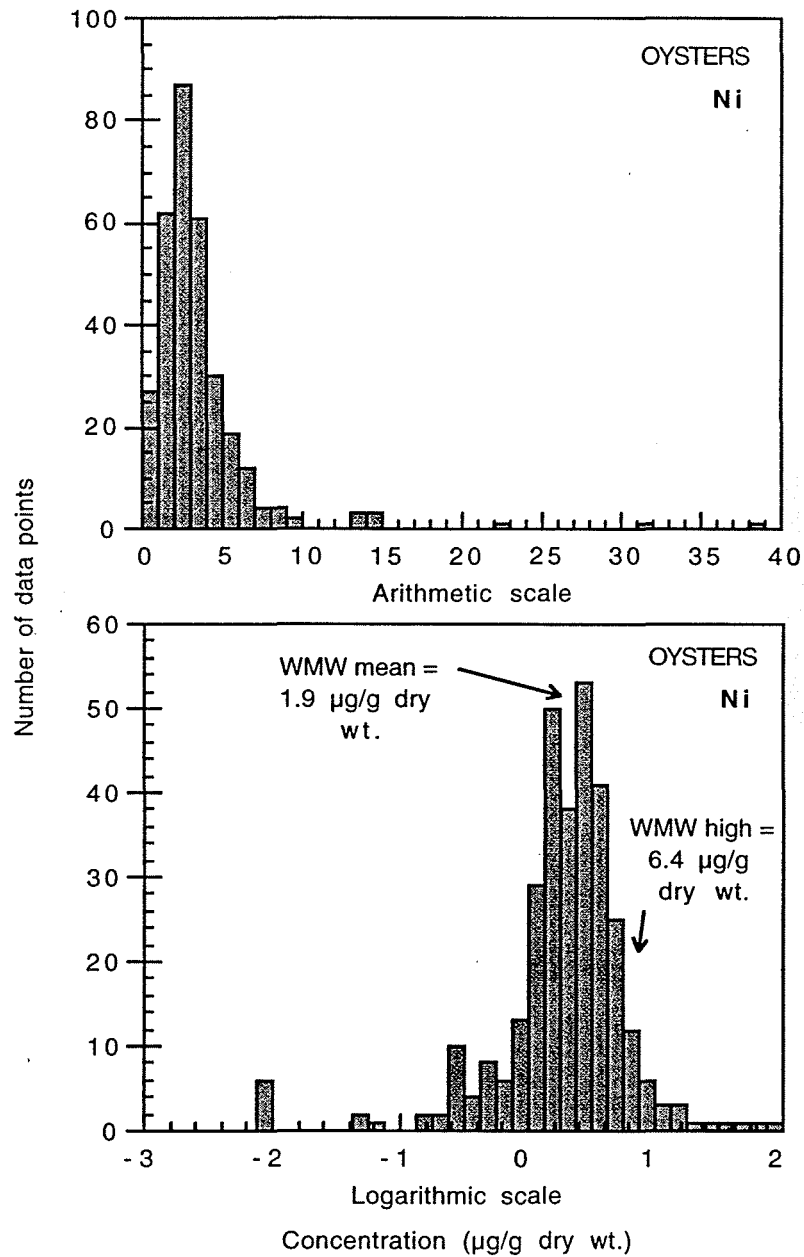 100
80
60
40
20
0
OYSTERS
Ni
0 5 10 15 20 25 30 35 40
Arithmetic scale
Number of data points
60
50
40
30
20
10
0
OYSTERS
Ni
WMW mean =
1.9 µg/g dry
wt.
WMW high =
6.4 µg/g
dry wt.
-3 -2 -1 0 1 2
Logarithmic scale
Concentration (µg/g dry wt.)